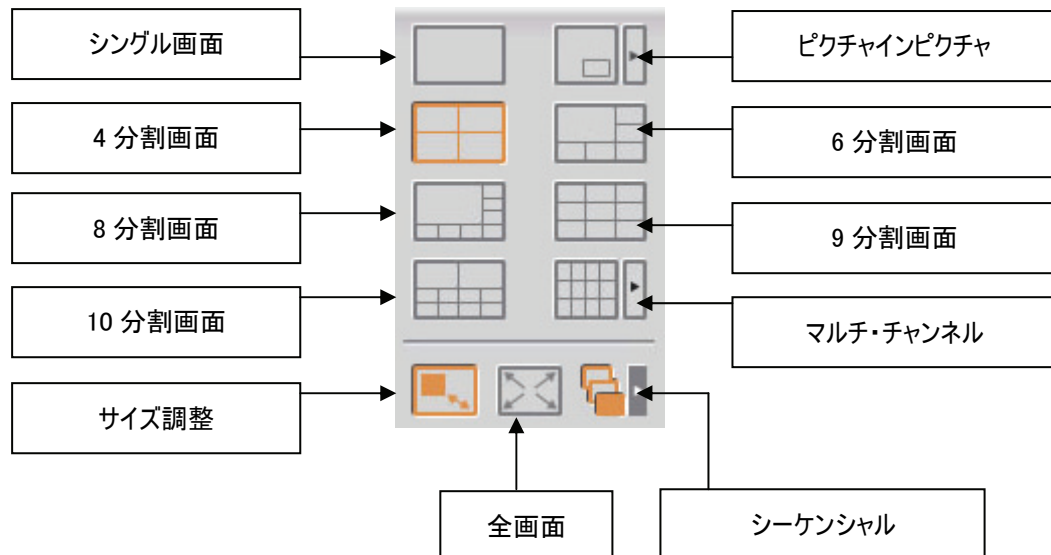 シングル画面
ピクチャインピクチャ
4 分割画面
6 分割画面
8 分割画面
9 分割画面
10 分割画面
マルチ・チャンネル
サイズ調整
全画面
シーケンシャル